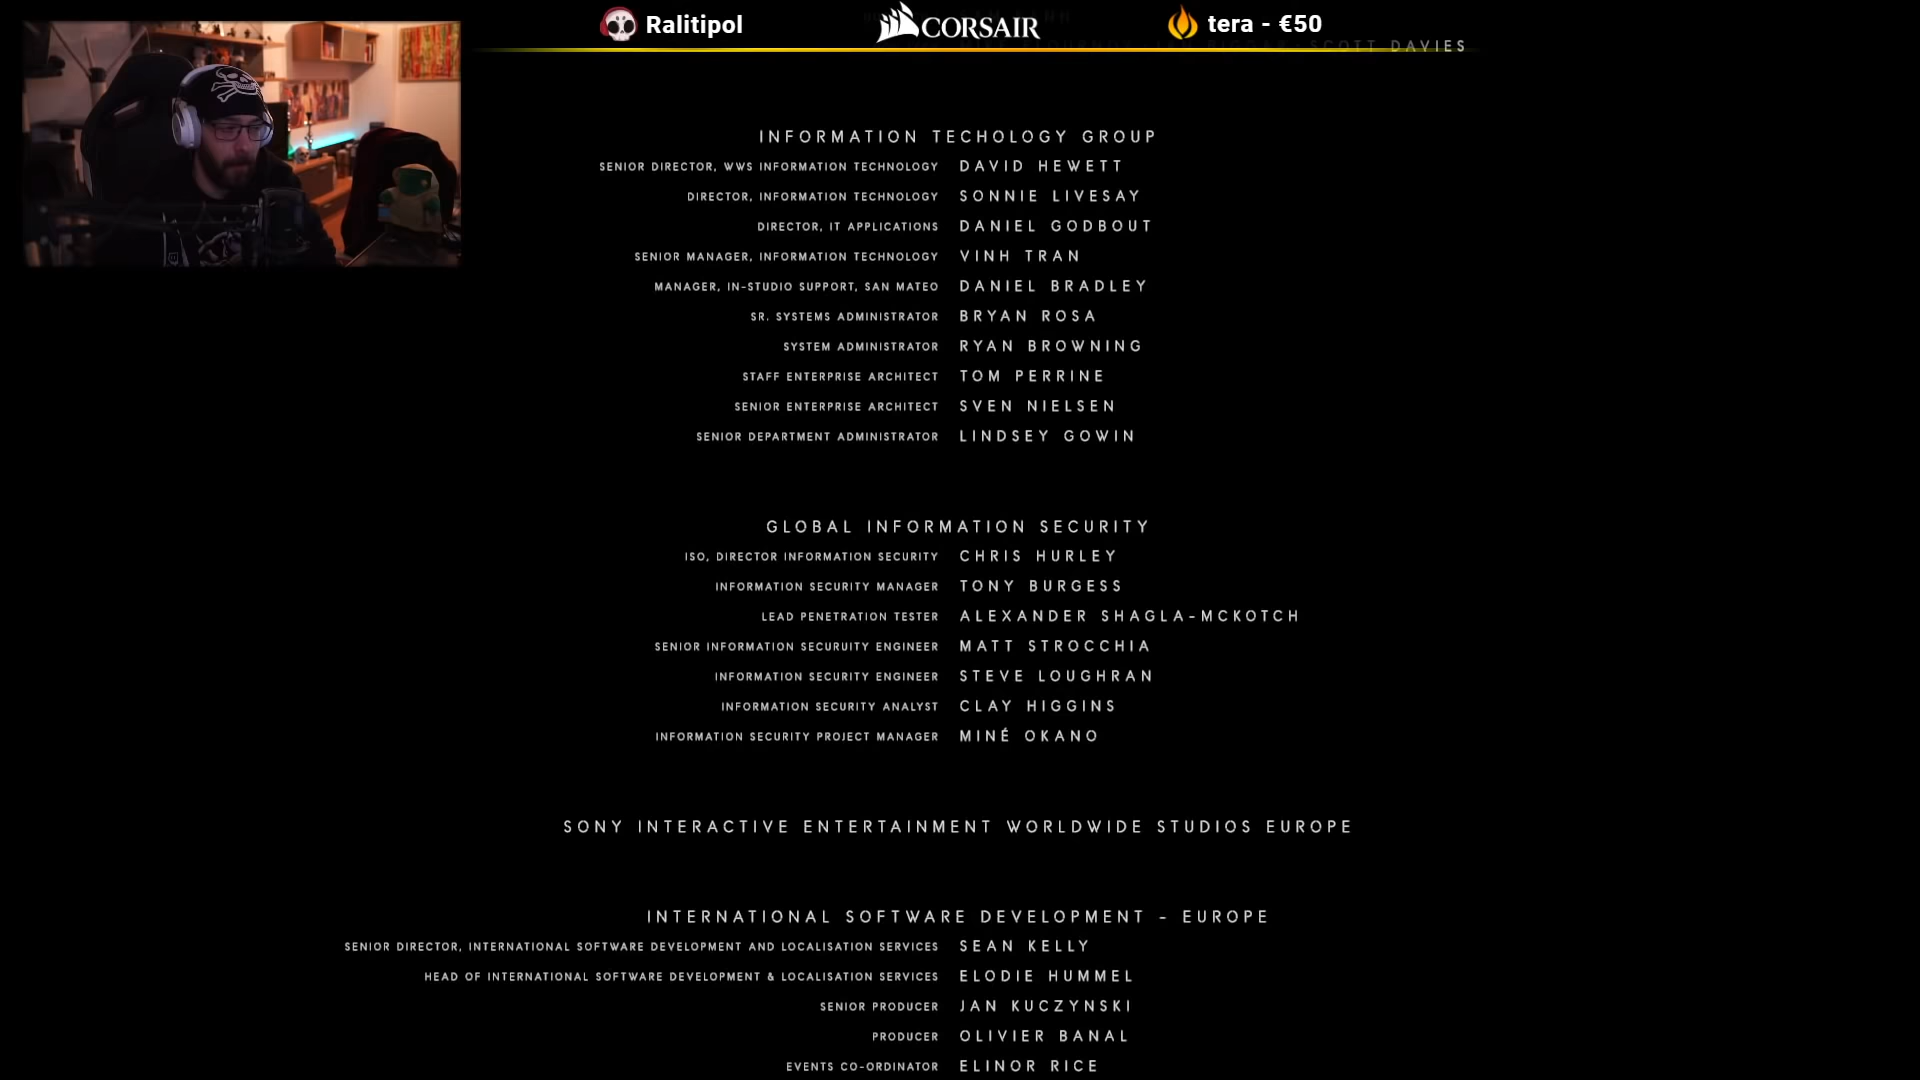 Ralitipol
CORSAIR
tera - €50
SCOTT DAVIES
INFORMATION TECHOLOGY GROUP
SENIOR DIRECTOR, WWS INFORMATION TECHNOLOGY DAVID HEWETT
DIRECTOR, INFORMATION TECHNOLOGY SONNIE LIVESAY
DIRECTOR, IT APPLICATIONS DANIEL GODBOUT
SENIOR MANAGER, INFORMATION TECHNOLOGY VINH TRAN
MANAGER, IN-STUDIO SUPPORT, SAN MATEO DANIEL BRADLEY
SR. SYSTEMS ADMINISTRATOR BRYAN ROSA
SYSTEM ADMINISTRATOR RYAN BROWNING
STAFF ENTERPRISE ARCHITECT TOM PERRINE
SENIOR ENTERPRISE ARCHITECT SVEN NIELSEN
SENIOR DEPARTMENT ADMINISTRATOR LINDSEY GOWIN
GLOBAL INFORMATION SECURITY
ISO, DIRECTOR INFORMATION SECURITY CHRIS HURLEY
INFORMATION SECURITY MANAGER TONY BURGESS
LEAD PENETRATION TESTER ALEXANDER SHAGLA-MCKOTCH
SENIOR INFORMATION SECURUITY ENGINEER MATT STROCCHIA
INFORMATION SECURITY ENGINEER STEVE LOUGHRAN
INFORMATION SECURITY ANALYST CLAY HIGGINS
INFORMATION SECURITY PROJECT MANAGER MINÉ OKANO
SONY INTERACTIVE ENTERTAINMENT WORLDWIDE STUDIOS EUROPE
INTERNATIONAL SOFTWARE DEVELOPMENT - EUROPE
SENIOR DIRECTOR, INTERNATIONAL SOFTWARE DEVELOPMENT AND LOCALISATION SERVICES SEAN KELLY
HEAD OF INTERNATIONAL SOFTWARE DEVELOPMENT & LOCALISATION SERVICES ELODIE HUMMEL
SENIOR PRODUCER JAN KUCZYNSKI
PRODUCER OLIVIER BANAL
EVENTS CO-ORDINATOR ELINOR RICE